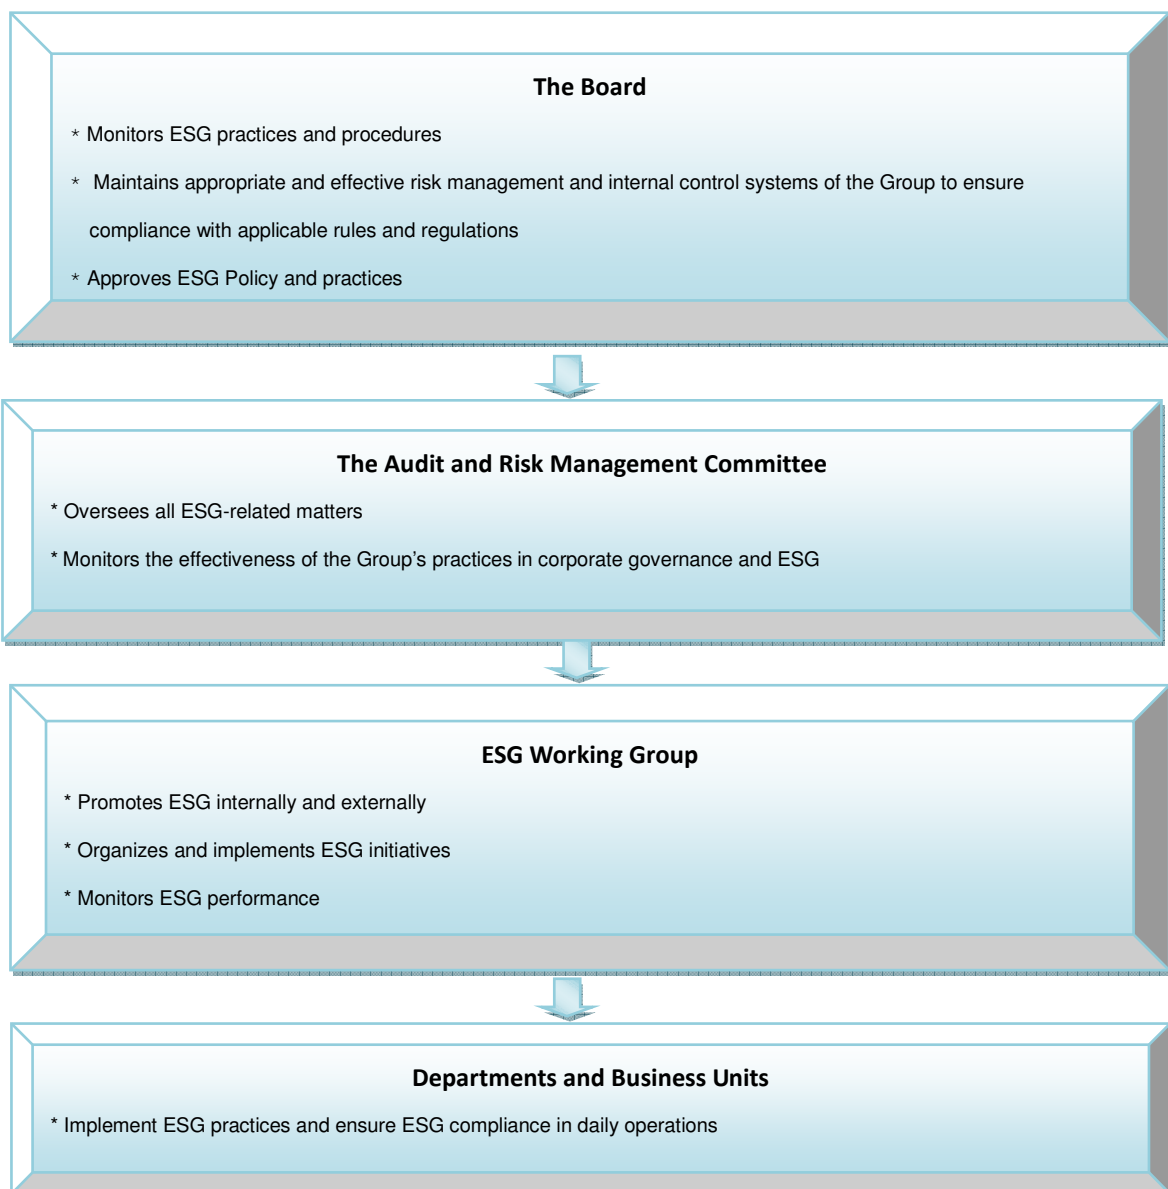 The Board
* Monitors ESG practices and procedures
* Maintains appropriate and effective risk management and internal control systems of the Group to ensure
compliance with applicable rules and regulations
* Approves ESG Policy and practices
The Audit and Risk Management Committee
* Oversees all ESG-related matters
* Monitors the effectiveness of the Group’s practices in corporate governance and ESG
ESG Working Group
* Promotes ESG internally and externally
* Organizes and implements ESG initiatives
* Monitors ESG performance
Departments and Business Units
* Implement ESG practices and ensure ESG compliance in daily operations